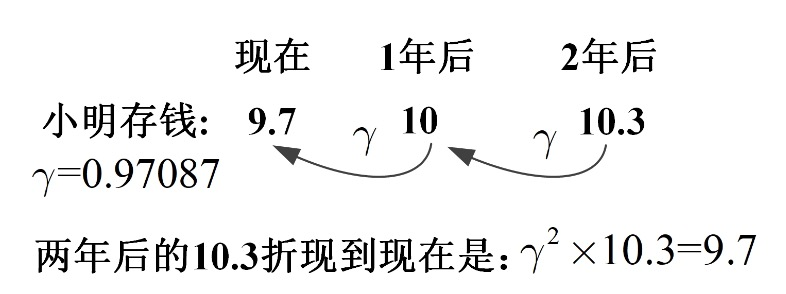 现在 1年后 2年后
小明存钱: 9.7 γ 10 γ 10.3
γ=0.97087
两年后的10.3折现到现在是: γ²×10.3=9.7